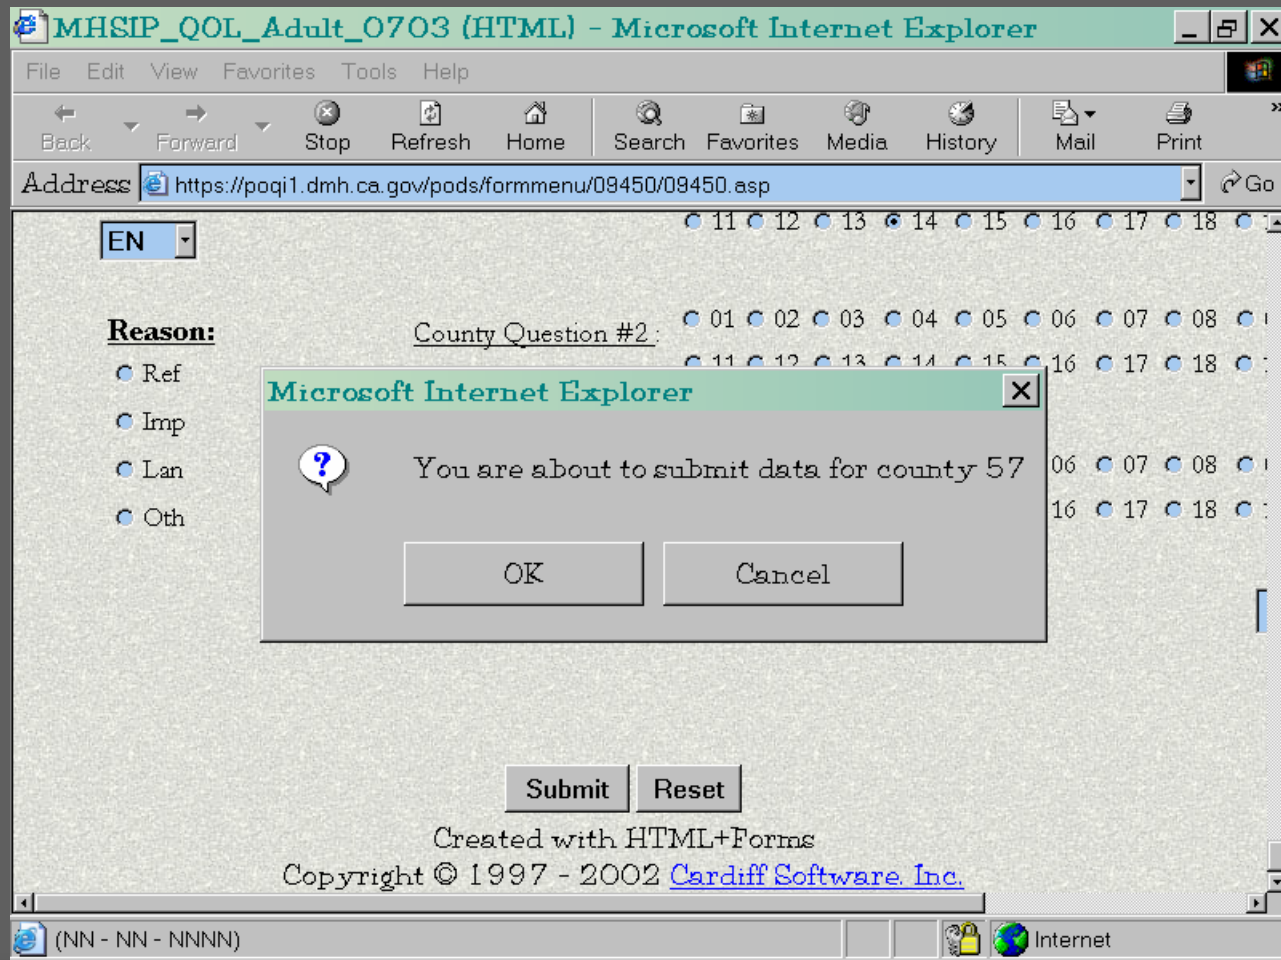 MHSIP_QOL_Adult_0703 (HTML) - Microsoft Internet Explorer
File Edit View Favorites Tools Help
Back Forward Stop Refresh Home Search Favorites Media History Mail Print »
Address https://poqi1.dmh.ca.gov/pods/formmenu/09450/09450.asp Go
11 12 13 14 15 16 17 18
EN
Reason: County Question #2 : 01 02 03 04 05 06 07 08
11 12 13 14 15 16 17 18
Ref
Imp
Lan
Oth
Microsoft Internet Explorer
You are about to submit data for county 57
OK Cancel
06 07 08
16 17 18
Submit Reset
Created with HTML+Forms
Copyright © 1997 - 2002 Cardiff Software, Inc.
(NN - NN - NNNN) Internet